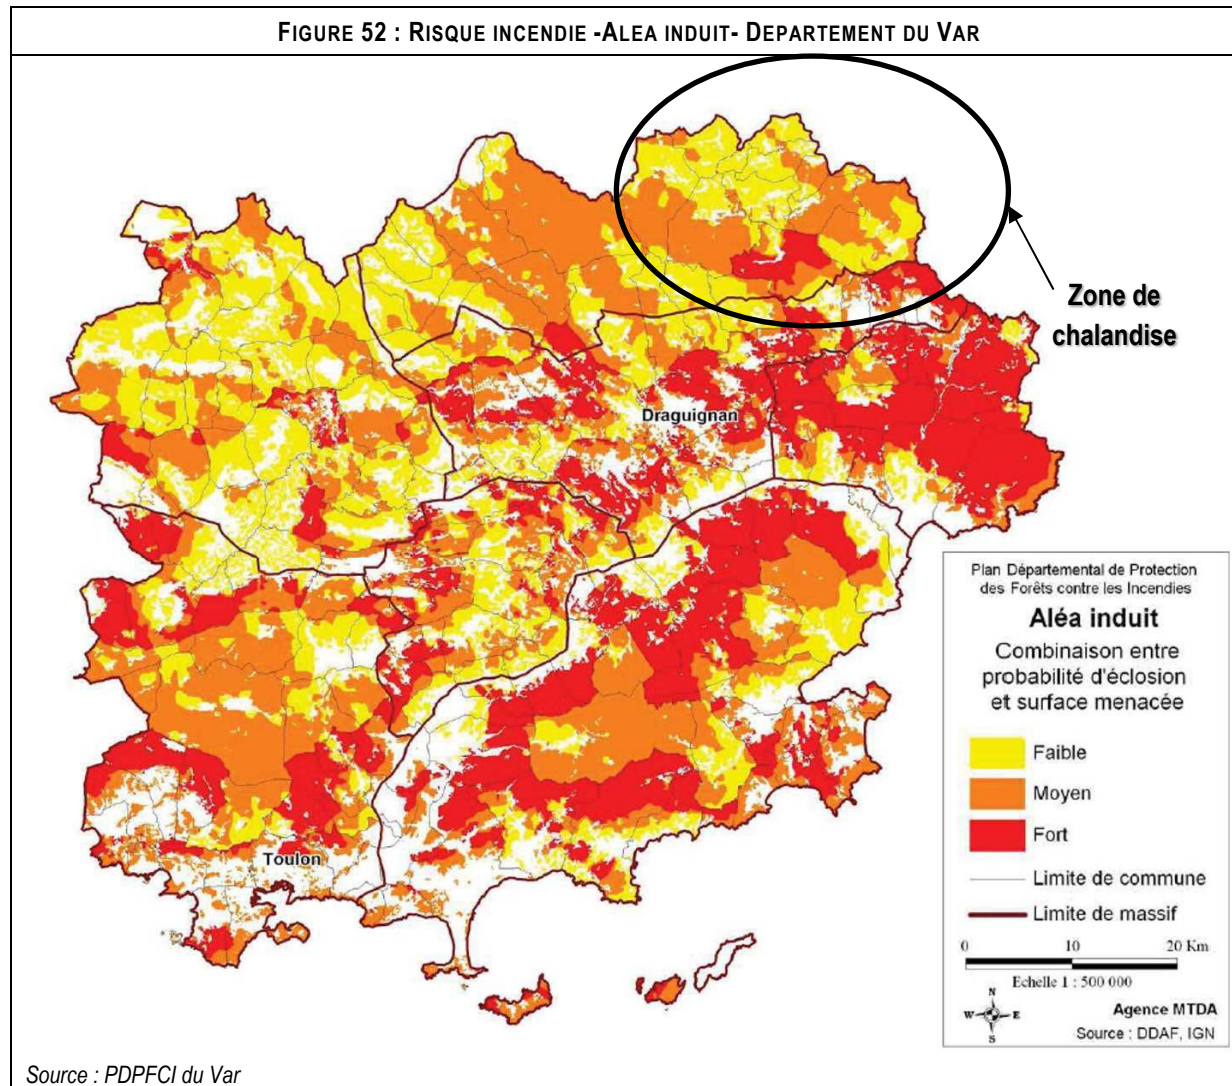 FIGURE 52 : RISQUE INCENDIE -ALEA INDUIT- DEPARTEMENT DU VAR
Zone de
chalandise
Draguignan
Toulon
Plan Départemental de Protection
des Forêts contre les Incendies
Aléa induit
Combinaison entre
probabilité d'éclosion
et surface menacée
Faible
Moyen
Fort
Limite de commune
Limite de massif
0 10 20 Km
Echelle 1 : 500 000
N
W E
S
Agence MTDA
Source : DDAF, IGN
Source : PDPFCI du Var